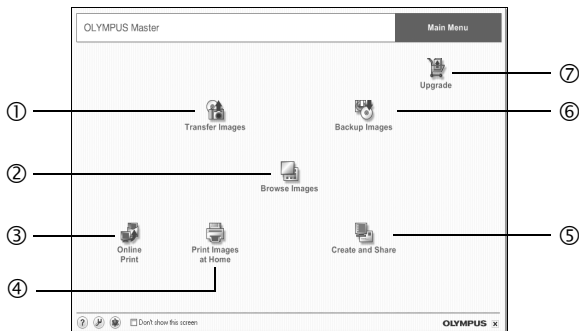 OLYMPUS Master
Main Menu
⑦
Upgrade
①
Transfer Images
⑥
Backup Images
②
Browse Images
③
Online
Print
④
Print Images
at Home
⑤
Create and Share
?
Don't show this screen
OLYMPUS
x